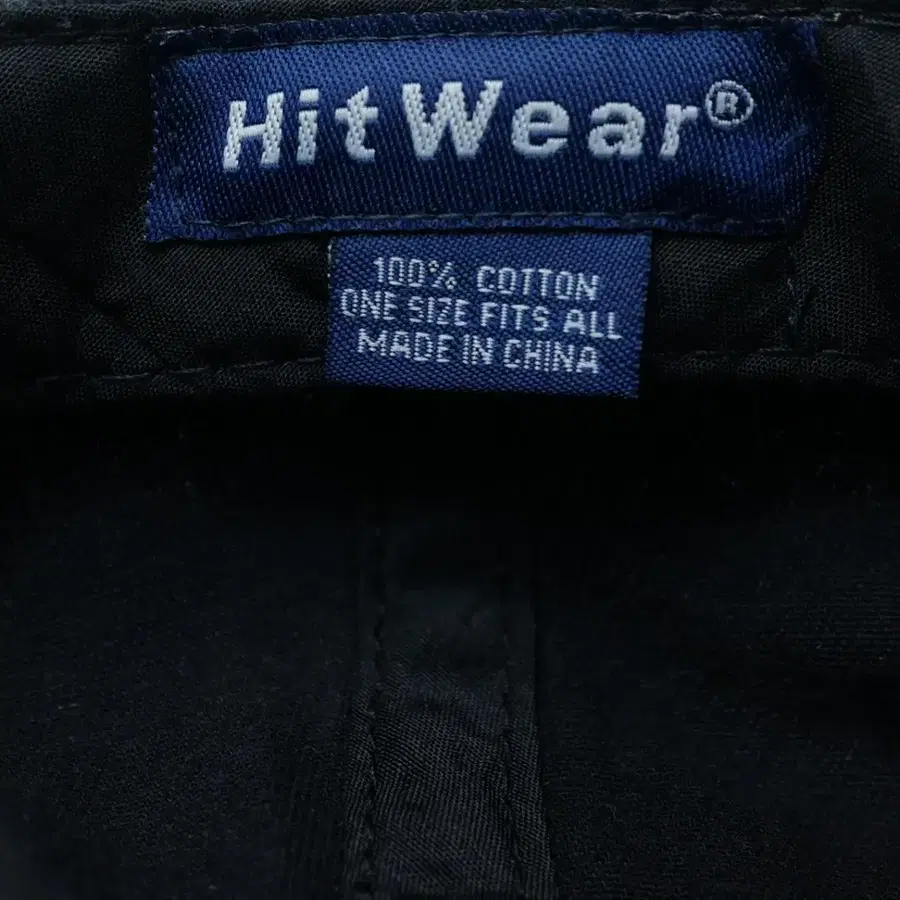 HitWear®
100% COTTON
ONE SIZE FITS ALL
MADE IN CHINA